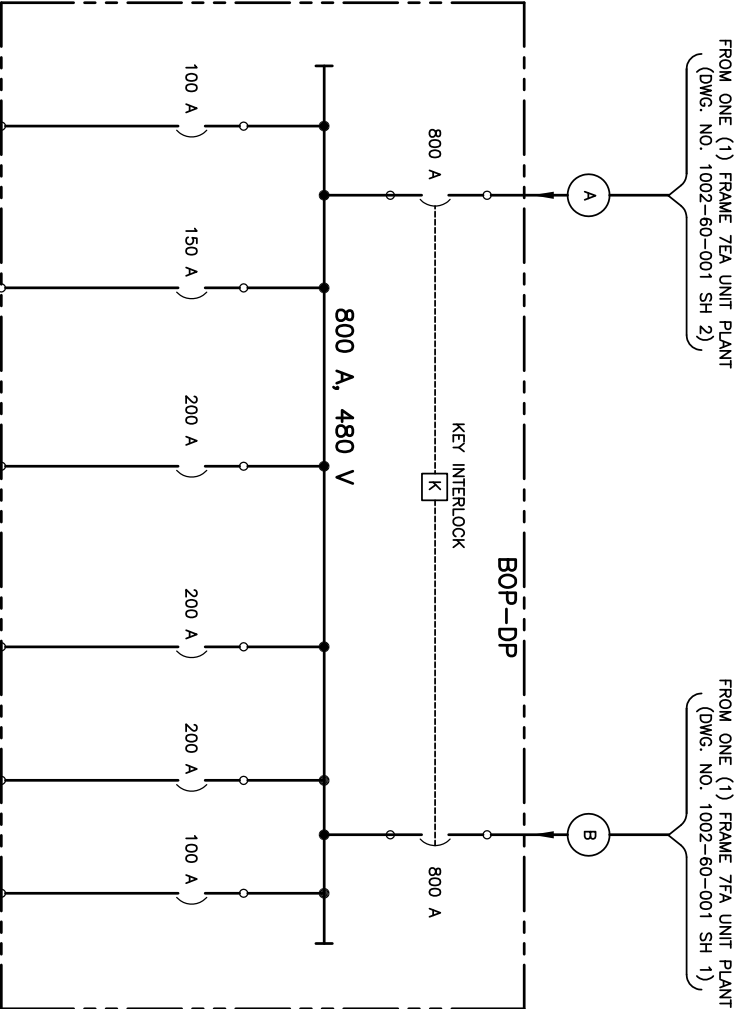 FROM ONE (1) FRAME 7EA UNIT PLANT
(DWG. NO. 1002-60-001 SH 2)
FROM ONE (1) FRAME 7FA UNIT PLANT
(DWG. NO. 1002-60-001 SH 1)
A
B
BOP-DP
800 A
KEY INTERLOCK
K
800 A
800 A, 480 V
100 A
150 A
200 A
200 A
200 A
100 A